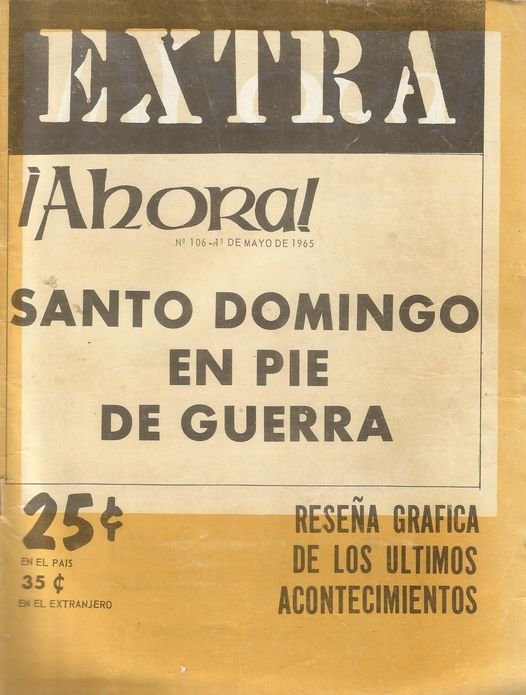 EXTRA
¡Ahora!
Nº 106-1º DE MAYO DE 1965
SANTO DOMINGO
EN PIE
DE GUERRA
25¢
EN EL PAIS
35 ¢
EN EL EXTRANJERO
RESEÑA GRAFICA
DE LOS ULTIMOS
ACONTECIMIENTOS